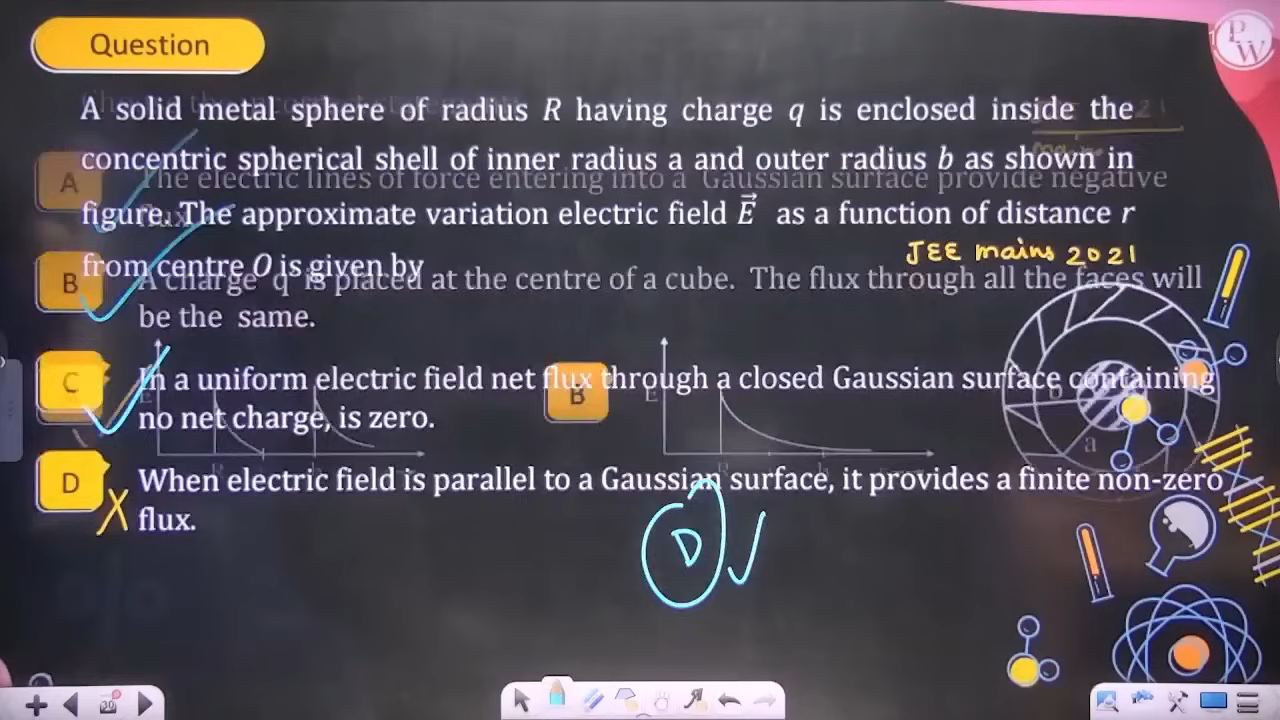 Question
PW
A solid metal sphere of radius R having charge q is enclosed inside the
concentric spherical shell of inner radius a and outer radius b as shown in
figure. The approximate variation electric field E⃗ as a function of distance r
from centre O is given by
JEE mains 2021
A The electric lines of force entering into a Gaussian surface provide negative
flux.
B A charge q is placed at the centre of a cube. The flux through all the faces will
be the same.
C In a uniform electric field net flux through a closed Gaussian surface containing
no net charge, is zero.
D When electric field is parallel to a Gaussian surface, it provides a finite non-zero
flux.
B
E
b
a
D
20